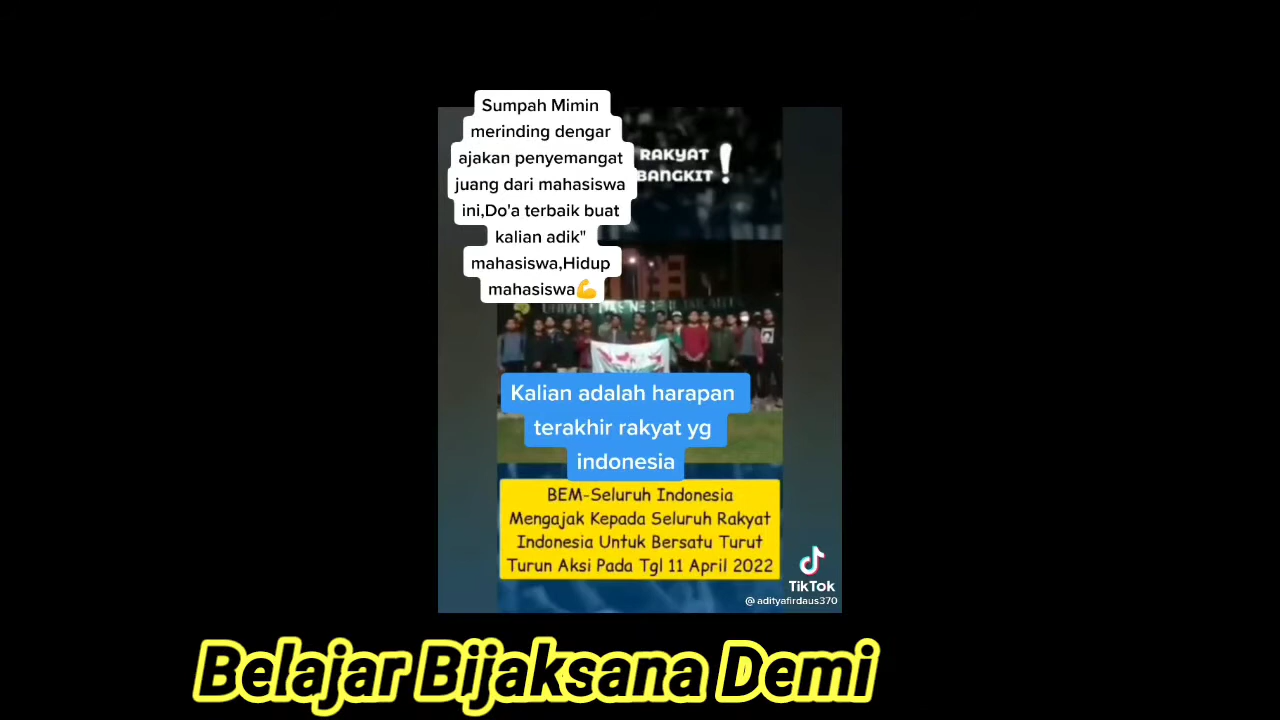 Sumpah Mimin
merinding dengar
ajakan penyemangat
juang dari mahasiswa
ini,Do'a terbaik buat
kalian adik"
mahasiswa,Hidup
mahasiswa💪
RAKYAT
BANGKIT!
Kalian adalah harapan
terakhir rakyat yg
indonesia
BEM-Seluruh Indonesia
Mengajak Kepada Seluruh Rakyat
Indonesia Untuk Bersatu Turut
Turun Aksi Pada Tgl 11 April 2022
TikTok
@adityafirdaus370
Belajar Bijaksana Demi